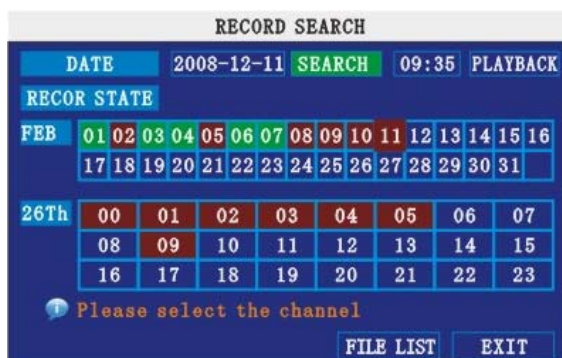 RECORD SEARCH
DATE 2008-12-11 SEARCH 09:35 PLAYBACK
RECOR STATE
FEB 01 02 03 04 05 06 07 08 09 10 11 12 13 14 15 16
17 18 19 20 21 22 23 24 25 26 27 28 29 30 31
26Th 00 01 02 03 04 05 06 07
08 09 10 11 12 13 14 15
16 17 18 19 20 21 22 23
Please select the channel
FILE LIST EXIT